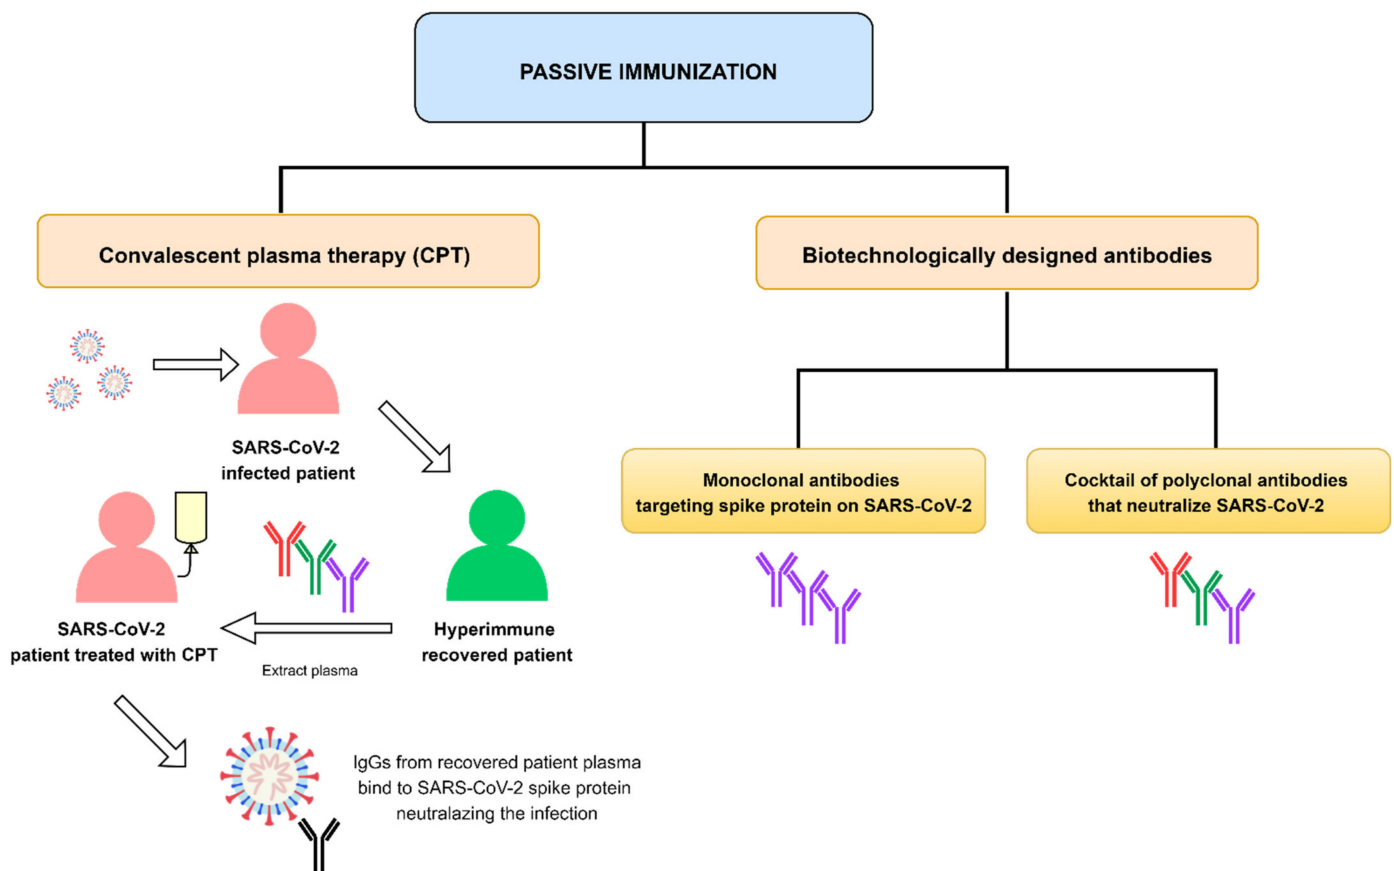 PASSIVE IMMUNIZATION
Convalescent plasma therapy (CPT)
Biotechnologically designed antibodies
SARS-CoV-2
infected patient
Monoclonal antibodies
targeting spike protein on SARS-CoV-2
Cocktail of polyclonal antibodies
that neutralize SARS-CoV-2
SARS-CoV-2
patient treated with CPT
Extract plasma
Hyperimmune
recovered patient
IgGs from recovered patient plasma
bind to SARS-CoV-2 spike protein
neutralazing the infection